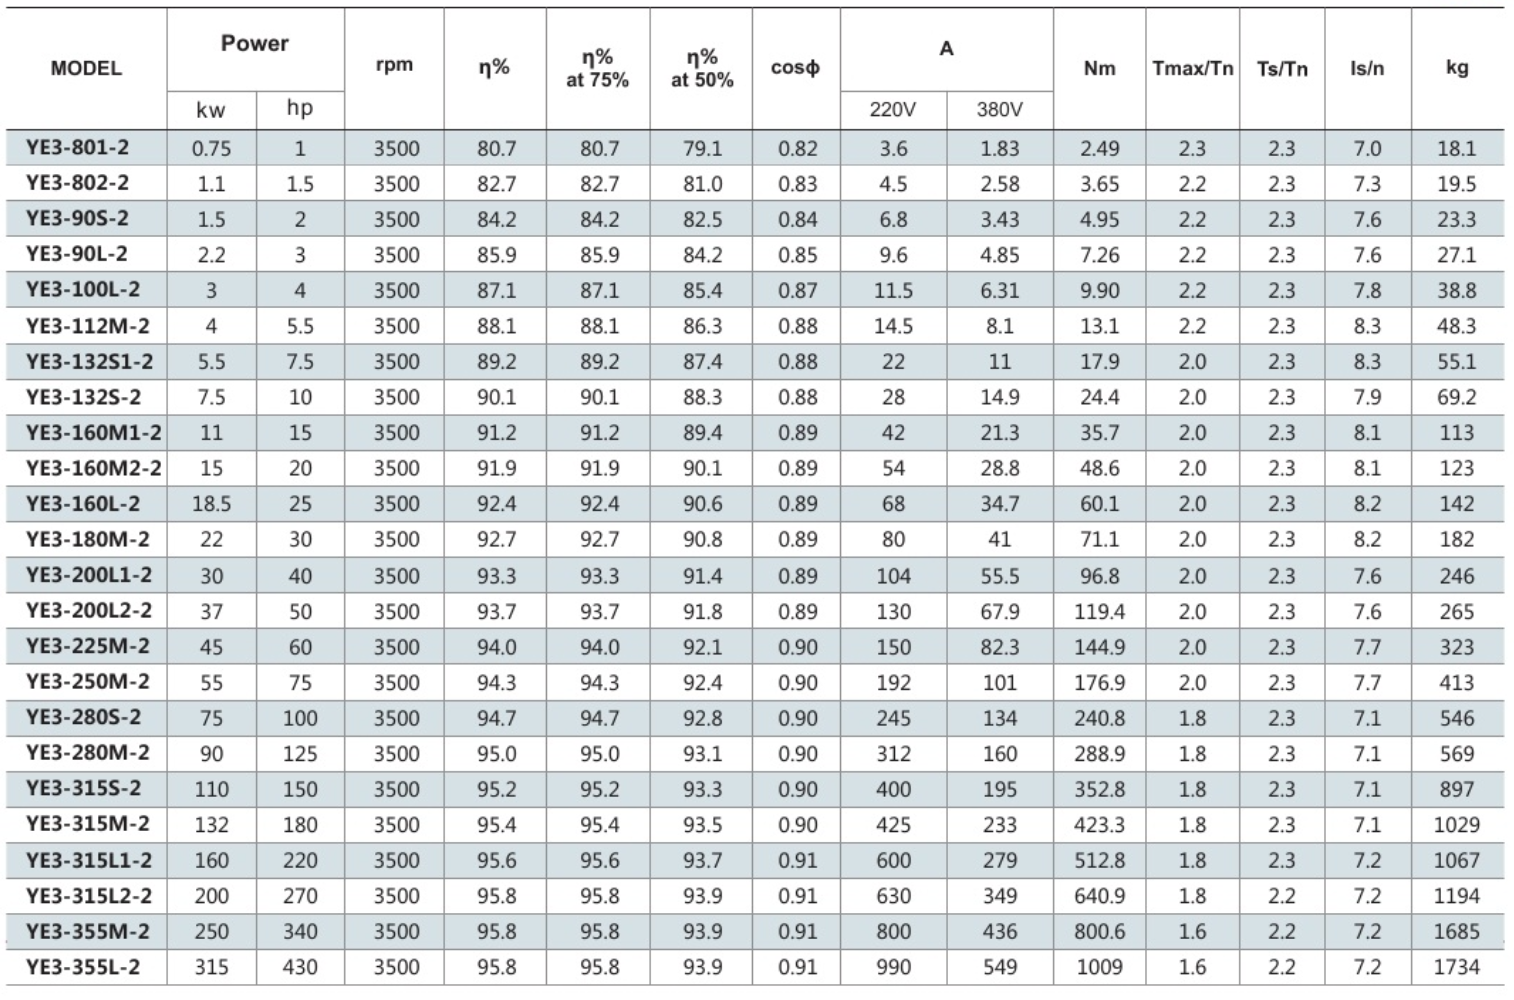 MODEL Power rpm η% η% at 75% η% at 50% cosϕ A Nm Tmax/Tn Ts/Tn Is/n kg
kw hp 220V 380V
YE3-801-2 0.75 1 3500 80.7 80.7 79.1 0.82 3.6 1.83 2.49 2.3 2.3 7.0 18.1
YE3-802-2 1.1 1.5 3500 82.7 82.7 81.0 0.83 4.5 2.58 3.65 2.2 2.3 7.3 19.5
YE3-90S-2 1.5 2 3500 84.2 84.2 82.5 0.84 6.8 3.43 4.95 2.2 2.3 7.6 23.3
YE3-90L-2 2.2 3 3500 85.9 85.9 84.2 0.85 9.6 4.85 7.26 2.2 2.3 7.6 27.1
YE3-100L-2 3 4 3500 87.1 87.1 85.4 0.87 11.5 6.31 9.90 2.2 2.3 7.8 38.8
YE3-112M-2 4 5.5 3500 88.1 88.1 86.3 0.88 14.5 8.1 13.1 2.2 2.3 8.3 48.3
YE3-132S1-2 5.5 7.5 3500 89.2 89.2 87.4 0.88 22 11 17.9 2.0 2.3 8.3 55.1
YE3-132S-2 7.5 10 3500 90.1 90.1 88.3 0.88 28 14.9 24.4 2.0 2.3 7.9 69.2
YE3-160M1-2 11 15 3500 91.2 91.2 89.4 0.89 42 21.3 35.7 2.0 2.3 8.1 113
YE3-160M2-2 15 20 3500 91.9 91.9 90.1 0.89 54 28.8 48.6 2.0 2.3 8.1 123
YE3-160L-2 18.5 25 3500 92.4 92.4 90.6 0.89 68 34.7 60.1 2.0 2.3 8.2 142
YE3-180M-2 22 30 3500 92.7 92.7 90.8 0.89 80 41 71.1 2.0 2.3 8.2 182
YE3-200L1-2 30 40 3500 93.3 93.3 91.4 0.89 104 55.5 96.8 2.0 2.3 7.6 246
YE3-200L2-2 37 50 3500 93.7 93.7 91.8 0.89 130 67.9 119.4 2.0 2.3 7.6 265
YE3-225M-2 45 60 3500 94.0 94.0 92.1 0.90 150 82.3 144.9 2.0 2.3 7.7 323
YE3-250M-2 55 75 3500 94.3 94.3 92.4 0.90 192 101 176.9 2.0 2.3 7.7 413
YE3-280S-2 75 100 3500 94.7 94.7 92.8 0.90 245 134 240.8 1.8 2.3 7.1 546
YE3-280M-2 90 125 3500 95.0 95.0 93.1 0.90 312 160 288.9 1.8 2.3 7.1 569
YE3-315S-2 110 150 3500 95.2 95.2 93.3 0.90 400 195 352.8 1.8 2.3 7.1 897
YE3-315M-2 132 180 3500 95.4 95.4 93.5 0.90 425 233 423.3 1.8 2.3 7.1 1029
YE3-315L1-2 160 220 3500 95.6 95.6 93.7 0.91 600 279 512.8 1.8 2.3 7.2 1067
YE3-315L2-2 200 270 3500 95.8 95.8 93.9 0.91 630 349 640.9 1.8 2.2 7.2 1194
YE3-355M-2 250 340 3500 95.8 95.8 93.9 0.91 800 436 800.6 1.6 2.2 7.2 1685
YE3-355L-2 315 430 3500 95.8 95.8 93.9 0.91 990 549 1009 1.6 2.2 7.2 1734